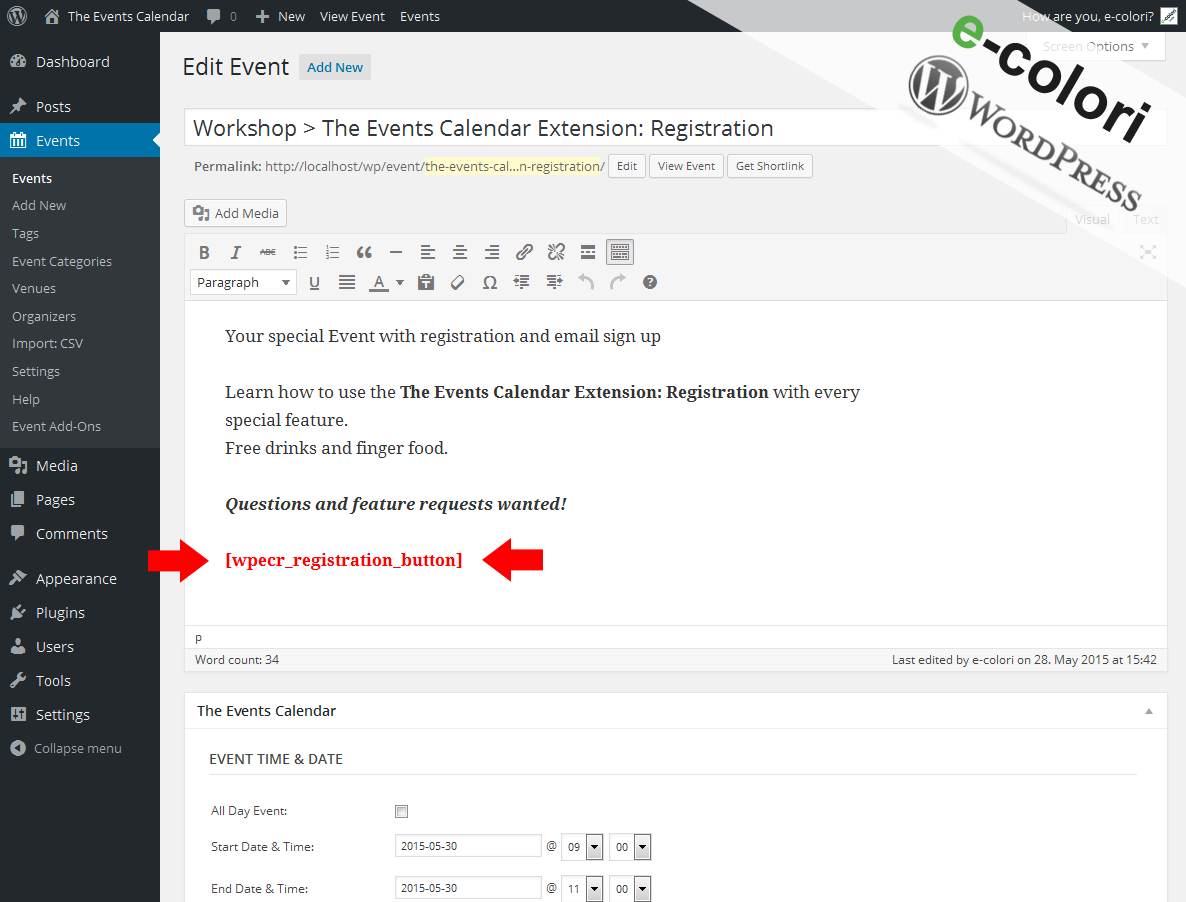 The Events Calendar 0 New View Event Events How are you, e-colori?
Dashboard
Posts
Events
Events
Add New
Tags
Event Categories
Venues
Organizers
Import: CSV
Settings
Help
Event Add-Ons
Media
Pages
Comments
Appearance
Plugins
Users
Tools
Settings
Collapse menu
Screen Options
e-colori
WORDPRESS
Edit Event Add New
Workshop > The Events Calendar Extension: Registration
Permalink: http://localhost/wp/event/the-events-cal...n-registration/ Edit View Event Get Shortlink
Add Media Visual Text
B I ABC
Paragraph U A Ω ?
Your special Event with registration and email sign up
Learn how to use the The Events Calendar Extension: Registration with every
special feature.
Free drinks and finger food.
Questions and feature requests wanted!
[wpecr_registration_button]
p
Word count: 34 Last edited by e-colori on 28. May 2015 at 15:42
The Events Calendar
EVENT TIME & DATE
All Day Event:
Start Date & Time: 2015-05-30 @ 09 00
End Date & Time: 2015-05-30 @ 11 00